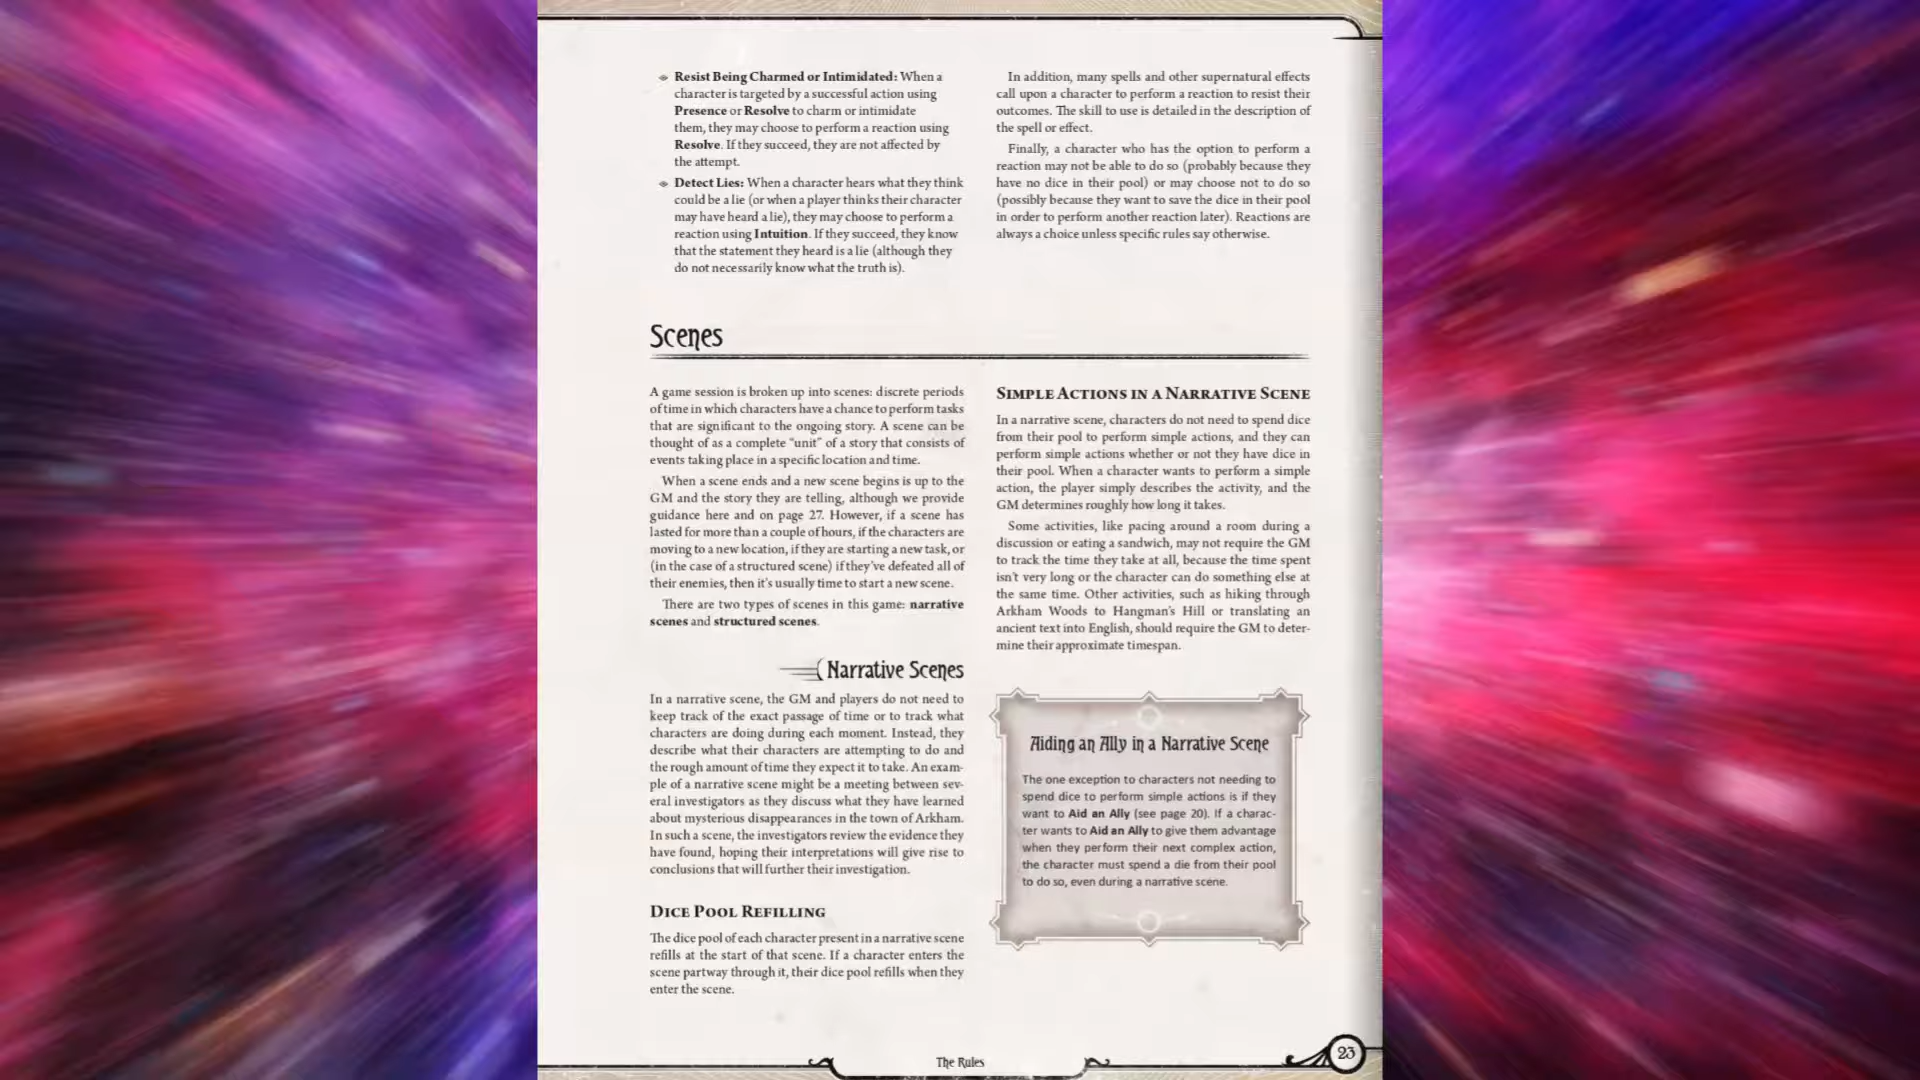 Resist Being Charmed or Intimidated: When a
character is targeted by a successful action using
Presence or Resolve to charm or intimidate
them, they may choose to perform a reaction using
Resolve. If they succeed, they are not affected by
the attempt.
Detect Lies: When a character hears what they think
could be a lie (or when a player thinks their character
may have heard a lie), they may choose to perform a
reaction using Intuition. If they succeed, they know
that the statement they heard is a lie (although they
do not necessarily know what the truth is).
In addition, many spells and other supernatural effects
call upon a character to perform a reaction to resist their
outcomes. The skill to use is detailed in the description of
the spell or effect.
Finally, a character who has the option to perform a
reaction may not be able to do so (probably because they
have no dice in their pool) or may choose not to do so
(possibly because they want to save the dice in their pool
in order to perform another reaction later). Reactions are
always a choice unless specific rules say otherwise.
Scenes
A game session is broken up into scenes: discrete periods
of time in which characters have a chance to perform tasks
that are significant to the ongoing story. A scene can be
thought of as a complete “unit” of a story that consists of
events taking place in a specific location and time.
When a scene ends and a new scene begins is up to the
GM and the story they are telling, although we provide
guidance here and on page 27. However, if a scene has
lasted for more than a couple of hours, if the characters are
moving to a new location, if they are starting a new task, or
(in the case of a structured scene) if they’ve defeated all of
their enemies, then it’s usually time to start a new scene.
There are two types of scenes in this game: narrative
scenes and structured scenes.
Narrative Scenes
In a narrative scene, the GM and players do not need to
keep track of the exact passage of time or to track what
characters are doing during each moment. Instead, they
describe what their characters are attempting to do and
the rough amount of time they expect it to take. An exam-
ple of a narrative scene might be a meeting between sev-
eral investigators as they discuss what they have learned
about mysterious disappearances in the town of Arkham.
In such a scene, the investigators review the evidence they
have found, hoping their interpretations will give rise to
conclusions that will further their investigation.
Dice Pool Refilling
The dice pool of each character present in a narrative scene
refills at the start of that scene. If a character enters the
scene partway through it, their dice pool refills when they
enter the scene.
Simple Actions in a Narrative Scene
In a narrative scene, characters do not need to spend dice
from their pool to perform simple actions, and they can
perform simple actions whether or not they have dice in
their pool. When a character wants to perform a simple
action, the player simply describes the activity, and the
GM determines roughly how long it takes.
Some activities, like pacing around a room during a
discussion or eating a sandwich, may not require the GM
to track the time they take at all, because the time spent
isn’t very long or the character can do something else at
the same time. Other activities, such as hiking through
Arkham Woods to Hangman’s Hill or translating an
ancient text into English, should require the GM to deter-
mine their approximate timespan.
Aiding an Ally in a Narrative Scene
The one exception to characters not needing to
spend dice to perform simple actions is if they
want to Aid an Ally (see page 20). If a charac-
ter wants to Aid an Ally to give them advantage
when they perform their next complex action,
the character must spend a die from their pool
to do so, even during a narrative scene.
The Rules
23